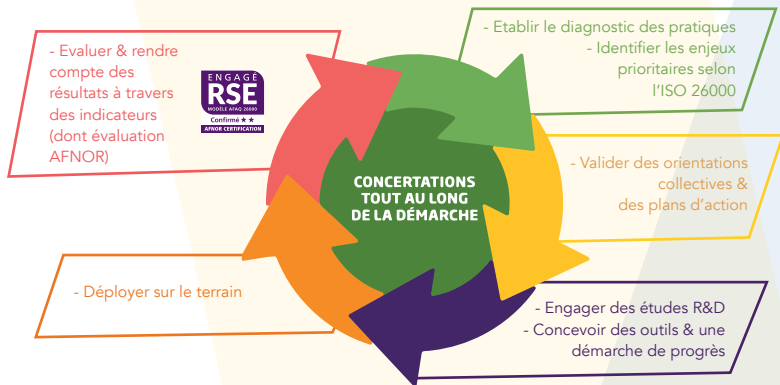 - Evaluer & rendre
compte des
résultats à travers
des indicateurs
(dont évaluation
AFNOR)
ENGAGÉ
RSE
MODÈLE AFAQ 26000
Confirmé ★★
AFNOR CERTIFICATION
- Etablir le diagnostic des pratiques
- Identifier les enjeux
prioritaires selon
l’ISO 26000
CONCERTATIONS
TOUT AU LONG
DE LA DÉMARCHE
- Valider des orientations
collectives &
des plans d’action
- Déployer sur le terrain
- Engager des études R&D
- Concevoir des outils & une
démarche de progrès